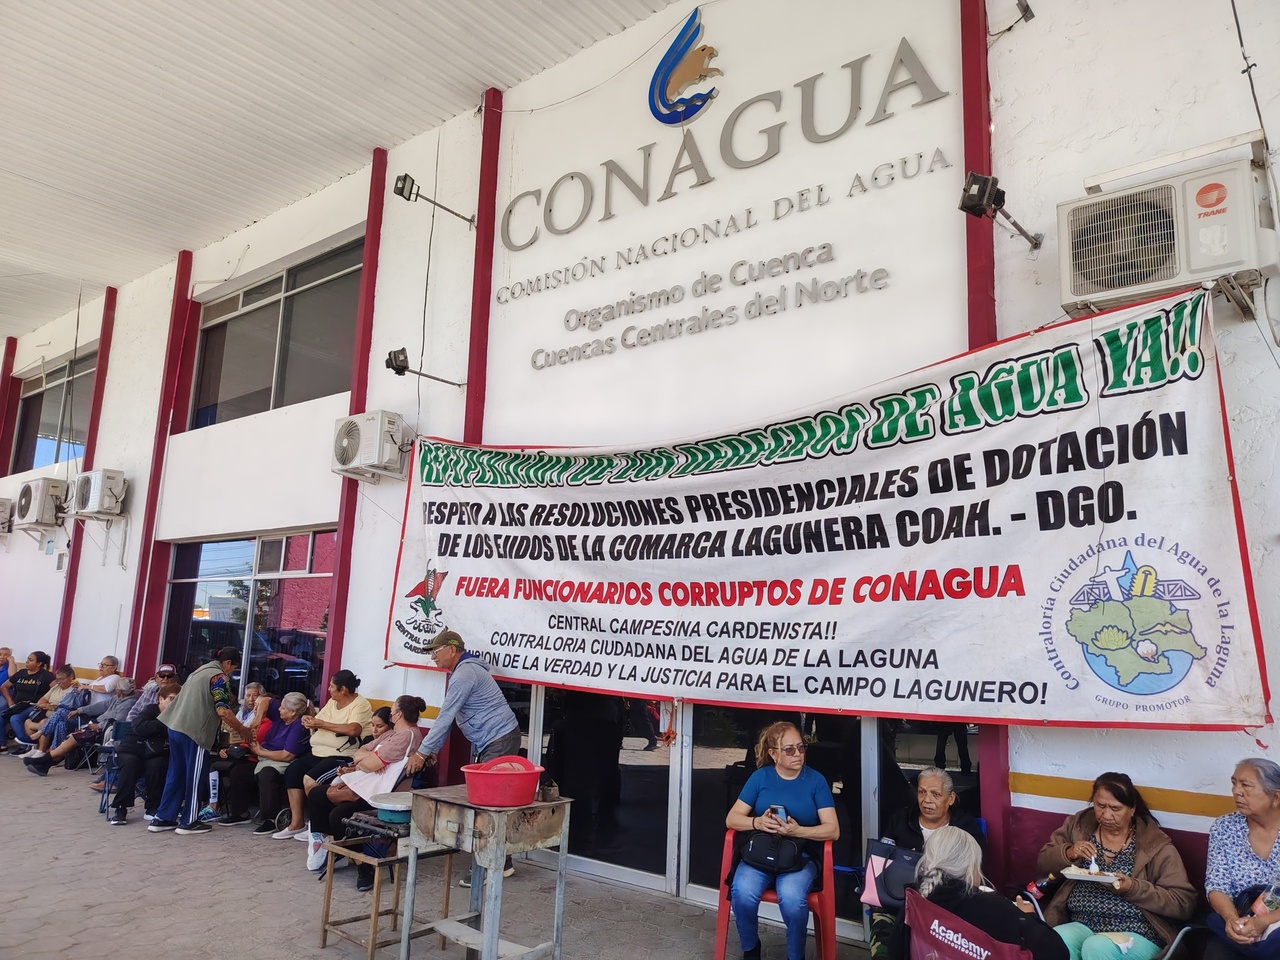 CONAGUA
COMISIÓN NACIONAL DEL AGUA
Organismo de Cuenca
Cuencas Centrales del Norte
TRANE
DE LOS DERECHOS DE AGUA YA!!
RESPETO A LAS RESOLUCIONES PRESIDENCIALES DE DOTACIÓN
DE LOS EJIDOS DE LA COMARCA LAGUNERA COAH. - DGO.
FUERA FUNCIONARIOS CORRUPTOS DE CONAGUA
CENTRAL CAMPESINA CARDENISTA!!
CONTRALORIA CIUDADANA DEL AGUA DE LA LAGUNA
DE LA VERDAD Y LA JUSTICIA PARA EL CAMPO LAGUNERO!
Contraloría Ciudadana del Agua de la Laguna
GRUPO PROMOTOR
CENTRAL
Academy